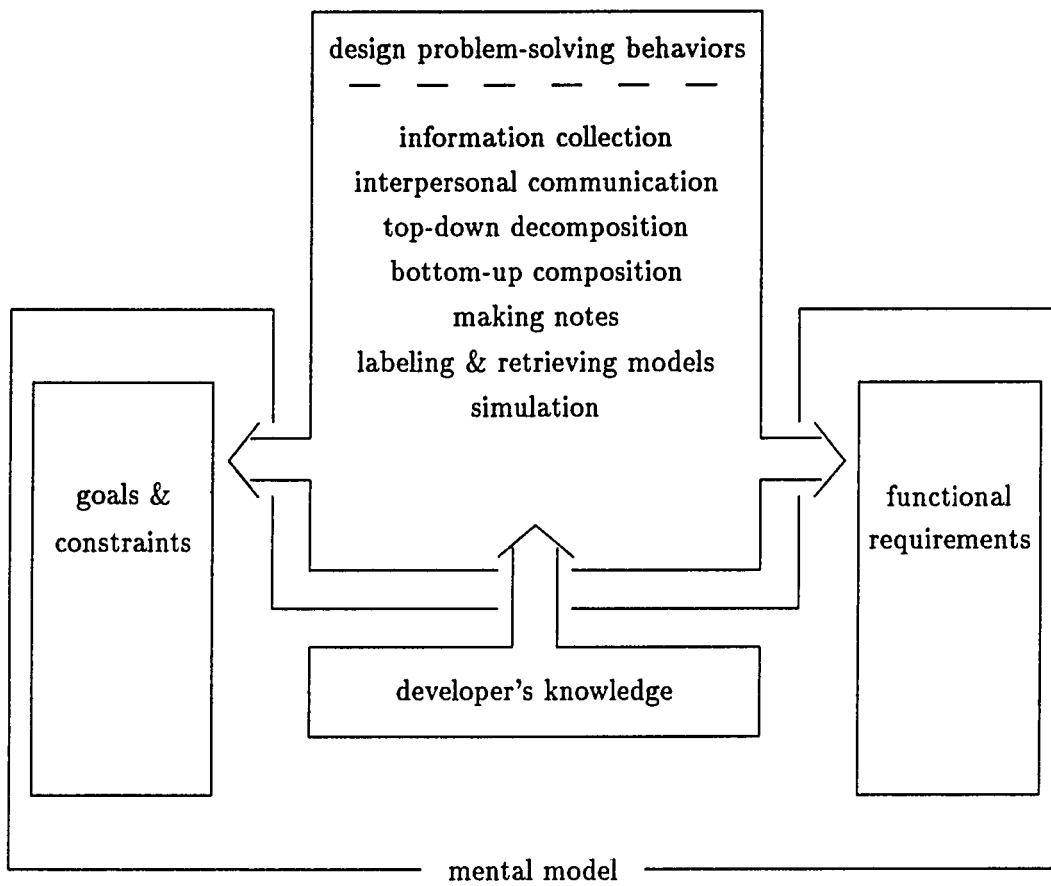 design problem-solving behaviors
information collection
interpersonal communication
top-down decomposition
bottom-up composition
making notes
labeling & retrieving models
simulation
goals &
constraints
functional
requirements
developer's knowledge
mental model